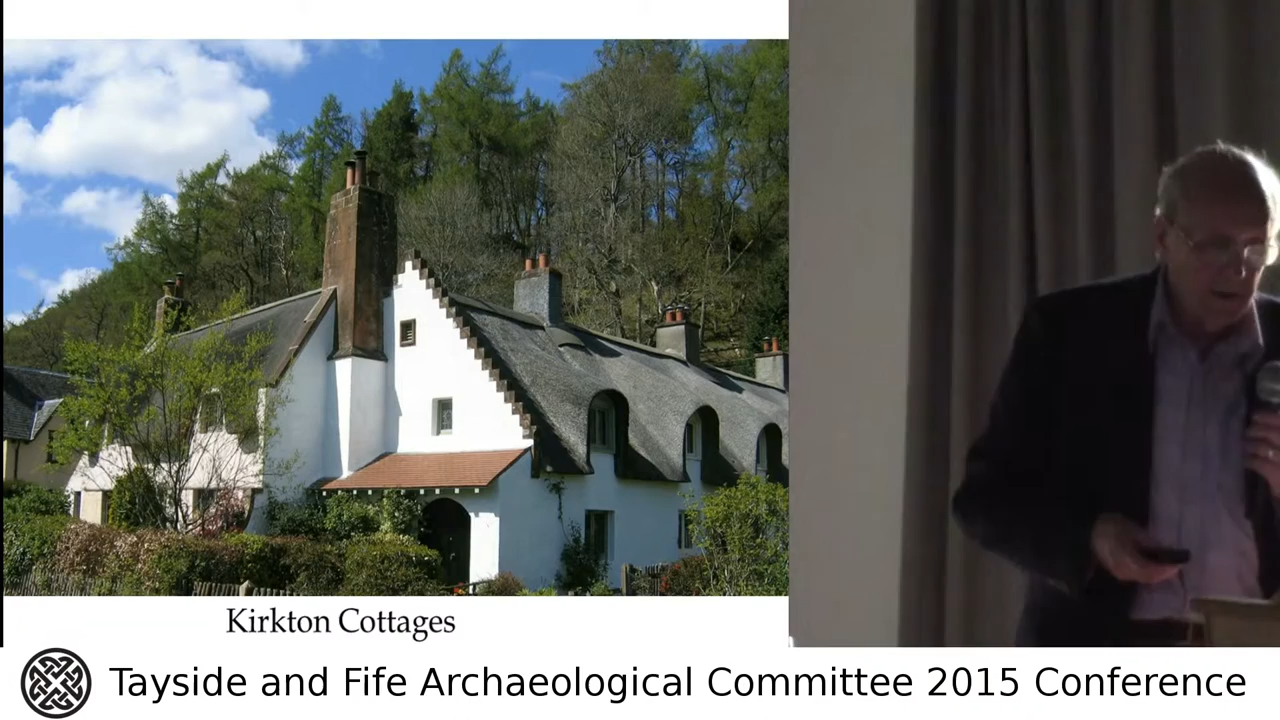 Kirkton Cottages
Tayside and Fife Archaeological Committee 2015 Conference